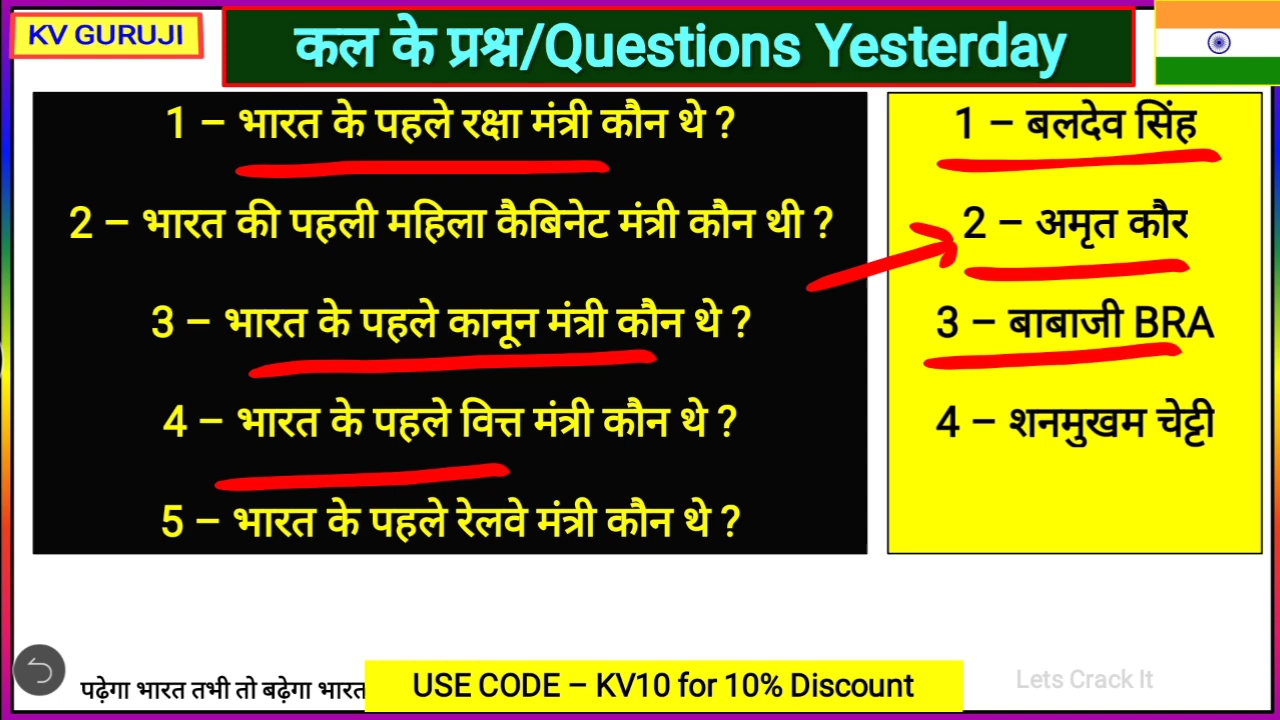 KV GURUJI
कल के प्रश्न/Questions Yesterday
1 – भारत के पहले रक्षा मंत्री कौन थे ?
2 – भारत की पहली महिला कैबिनेट मंत्री कौन थी ?
3 – भारत के पहले कानून मंत्री कौन थे ?
4 – भारत के पहले वित्त मंत्री कौन थे ?
5 – भारत के पहले रेलवे मंत्री कौन थे ?
1 – बलदेव सिंह
2 – अमृत कौर
3 – बाबाजी BRA
4 – शनमुखम चेट्टी
पढ़ेगा भारत तभी तो बढ़ेगा भारत
USE CODE – KV10 for 10% Discount
Lets Crack It